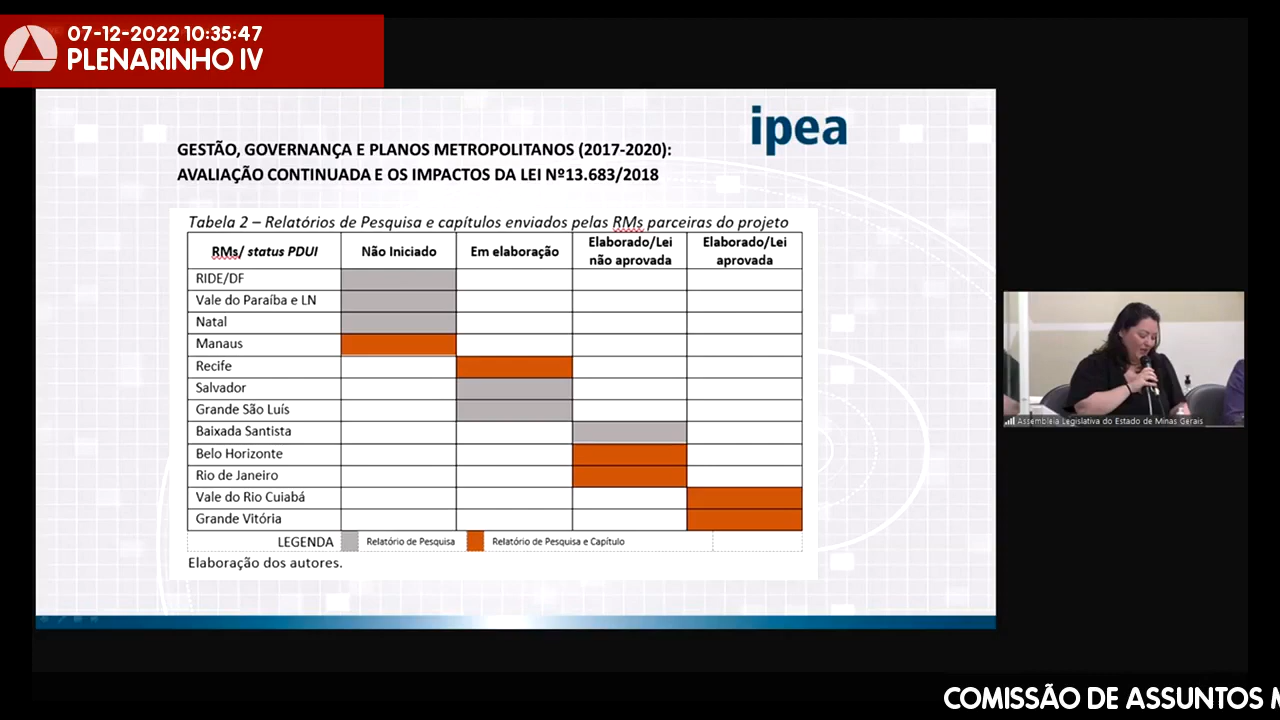 07-12-2022 10:35:47
PLENARINHO IV
ipea
GESTÃO, GOVERNANÇA E PLANOS METROPOLITANOS (2017-2020):
AVALIAÇÃO CONTINUADA E OS IMPACTOS DA LEI Nº13.683/2018
Tabela 2 – Relatórios de Pesquisa e capítulos enviados pelas RMs parceiras do projeto
RMs/ status PDUI Não Iniciado Em elaboração Elaborado/Lei não aprovada Elaborado/Lei aprovada
RIDE/DF
Vale do Paraíba e LN
Natal
Manaus
Recife
Salvador
Grande São Luís
Baixada Santista
Belo Horizonte
Rio de Janeiro
Vale do Rio Cuiabá
Grande Vitória
LEGENDA Relatório de Pesquisa Relatório de Pesquisa e Capítulo
Elaboração dos autores.
Assembleia Legislativa do Estado de Minas Gerais
COMISSÃO DE ASSUNTOS